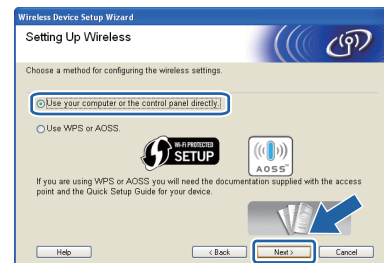 Wireless Device Setup Wizard
Setting Up Wireless
Choose a method for configuring the wireless settings.
Use your computer or the control panel directly.
Use WPS or AOSS.
Wi-Fi PROTECTED
SETUP
AOSS™
If you are using WPS or AOSS you will need the documentation supplied with the access
point and the Quick Setup Guide for your device.
Help
< Back
Next >
Cancel